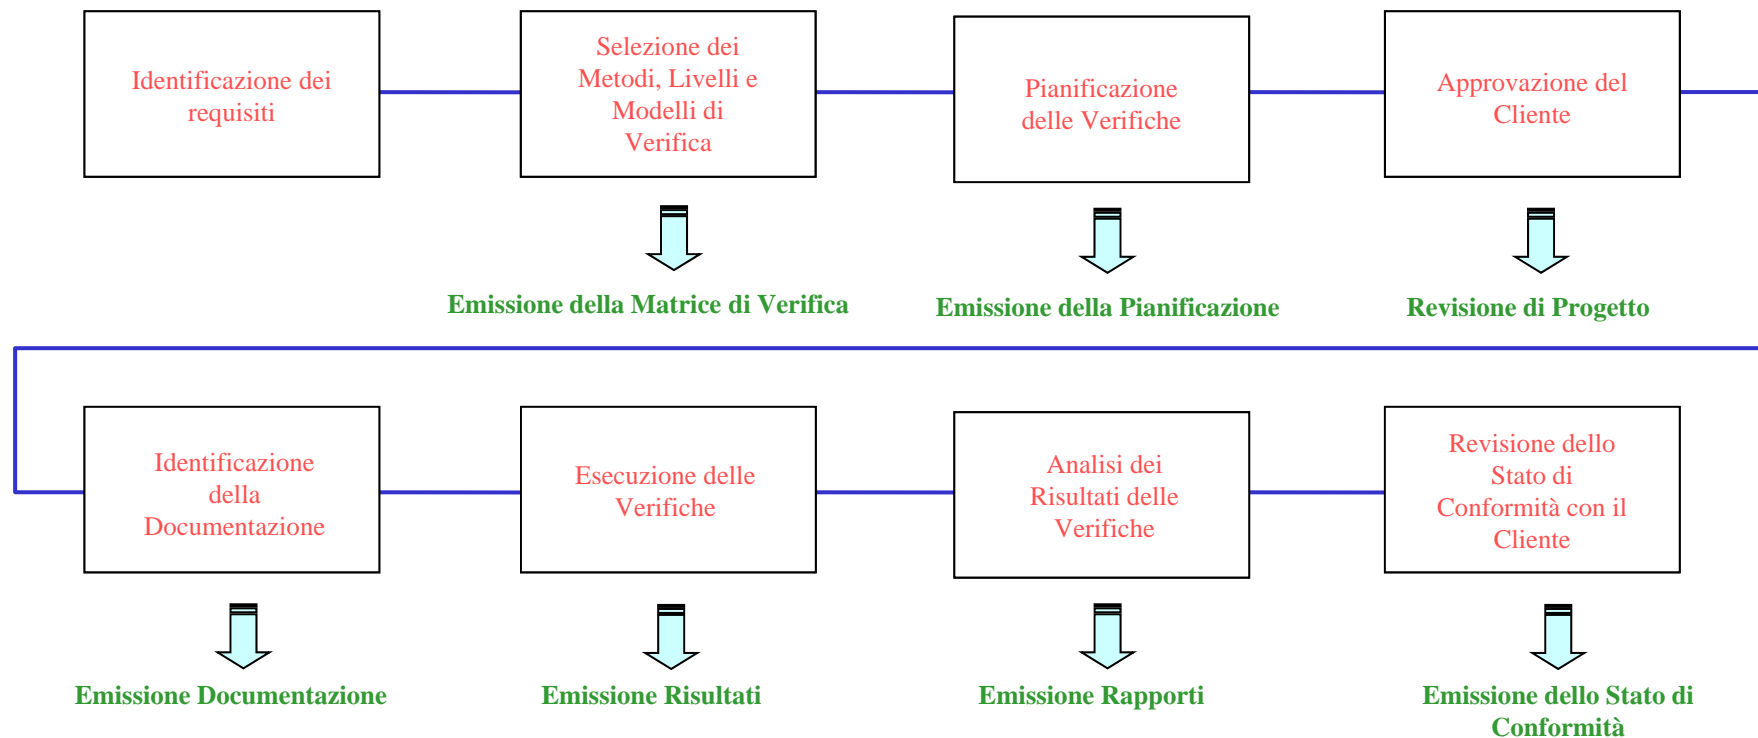 Identificazione dei
requisiti
Selezione dei
Metodi, Livelli e
Modelli di
Verifica
Pianificazione
delle Verifiche
Approvazione del
Cliente
Emissione della Matrice di Verifica
Emissione della Pianificazione
Revisione di Progetto
Identificazione
della
Documentazione
Esecuzione delle
Verifiche
Analisi dei
Risultati delle
Verifiche
Revisione dello
Stato di
Conformità con il
Cliente
Emissione Documentazione
Emissione Risultati
Emissione Rapporti
Emissione dello Stato di
Conformità